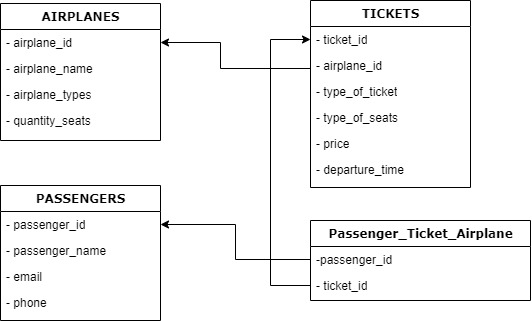 AIRPLANES
- airplane_id
- airplane_name
- airplane_types
- quantity_seats
TICKETS
- ticket_id
- airplane_id
- type_of_ticket
- type_of_seats
- price
- departure_time
PASSENGERS
- passenger_id
- passenger_name
- email
- phone
Passenger_Ticket_Airplane
-passenger_id
- ticket_id